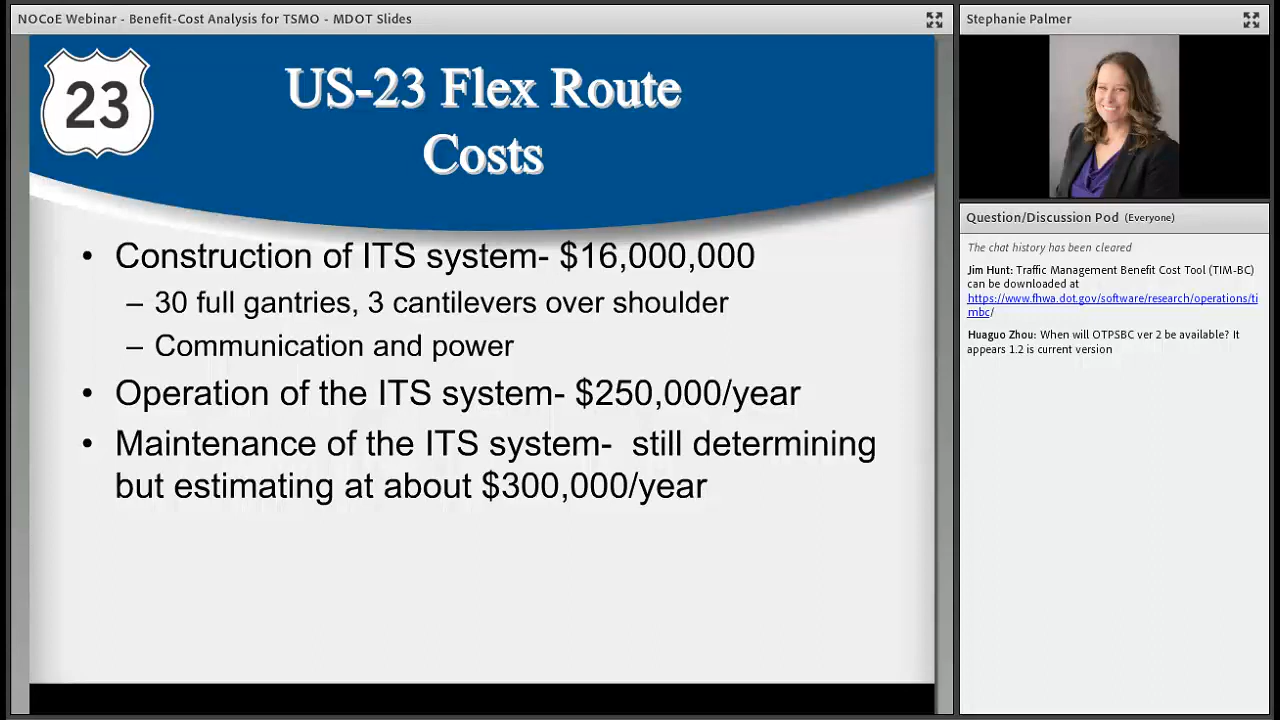 NOCoE Webinar - Benefit-Cost Analysis for TSMO - MDOT Slides
23
US-23 Flex Route
Costs
• Construction of ITS system- $16,000,000
– 30 full gantries, 3 cantilevers over shoulder
– Communication and power
• Operation of the ITS system- $250,000/year
• Maintenance of the ITS system- still determining
but estimating at about $300,000/year
Stephanie Palmer
Question/Discussion Pod (Everyone)
The chat history has been cleared
Jim Hunt: Traffic Management Benefit Cost Tool (TIM-BC)
can be downloaded at
https://www.fhwa.dot.gov/software/research/operations/ti
mbc/
Huaguo Zhou: When will OTPSBC ver 2 be available? It
appears 1.2 is current version